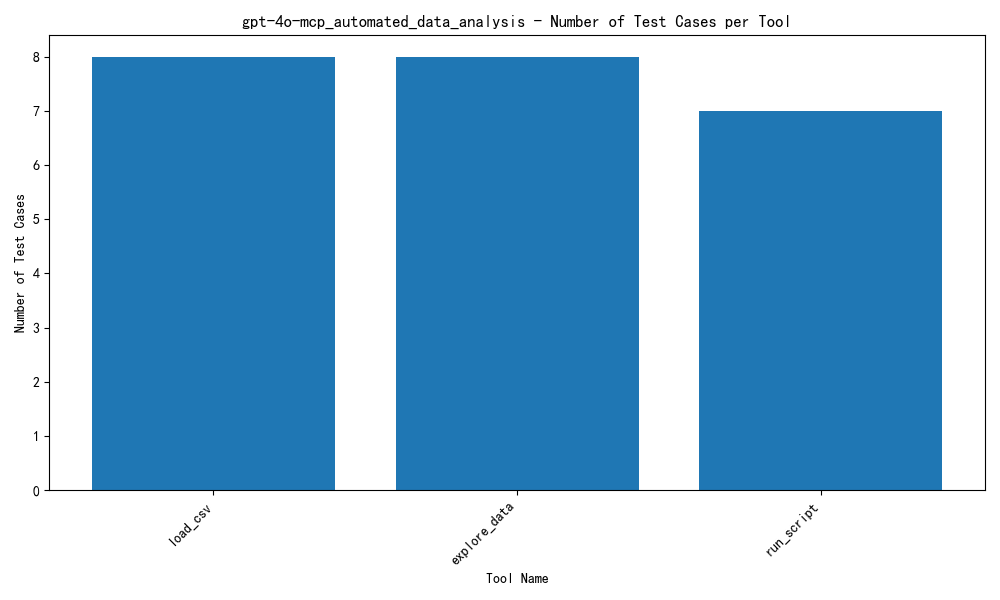 gpt-4o-mcp_automated_data_analysis - Number of Test Cases per Tool
Number of Test Cases
8
7
6
5
4
3
2
1
0
load_csv
explore_data
run_script
Tool Name